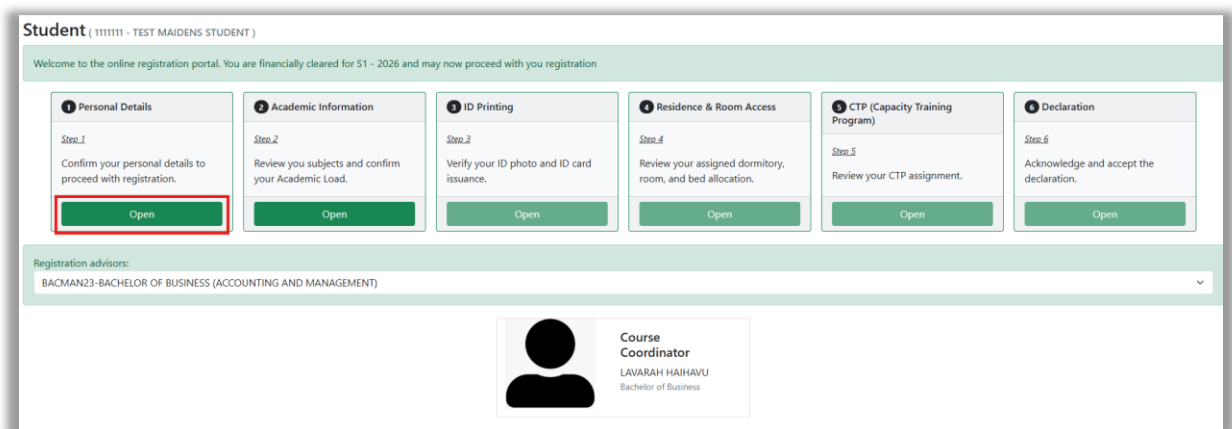 Student ( 1111111 - TEST MAIDENS STUDENT )
Welcome to the online registration portal. You are financially cleared for S1 - 2026 and may now proceed with you registration
1 Personal Details
Step 1
Confirm your personal details to
proceed with registration.
Open
2 Academic Information
Step 2
Review you subjects and confirm
your Academic Load.
Open
3 ID Printing
Step 3
Verify your ID photo and ID card
issuance.
Open
4 Residence & Room Access
Step 4
Review your assigned dormitory,
room, and bed allocation.
Open
5 CTP (Capacity Training
Program)
Step 5
Review your CTP assignment.
Open
6 Declaration
Step 6
Acknowledge and accept the
declaration.
Open
Registration advisors:
BACMAN23-BACHELOR OF BUSINESS (ACCOUNTING AND MANAGEMENT)
Course
Coordinator
LAVARAH HAIHAVU
Bachelor of Business